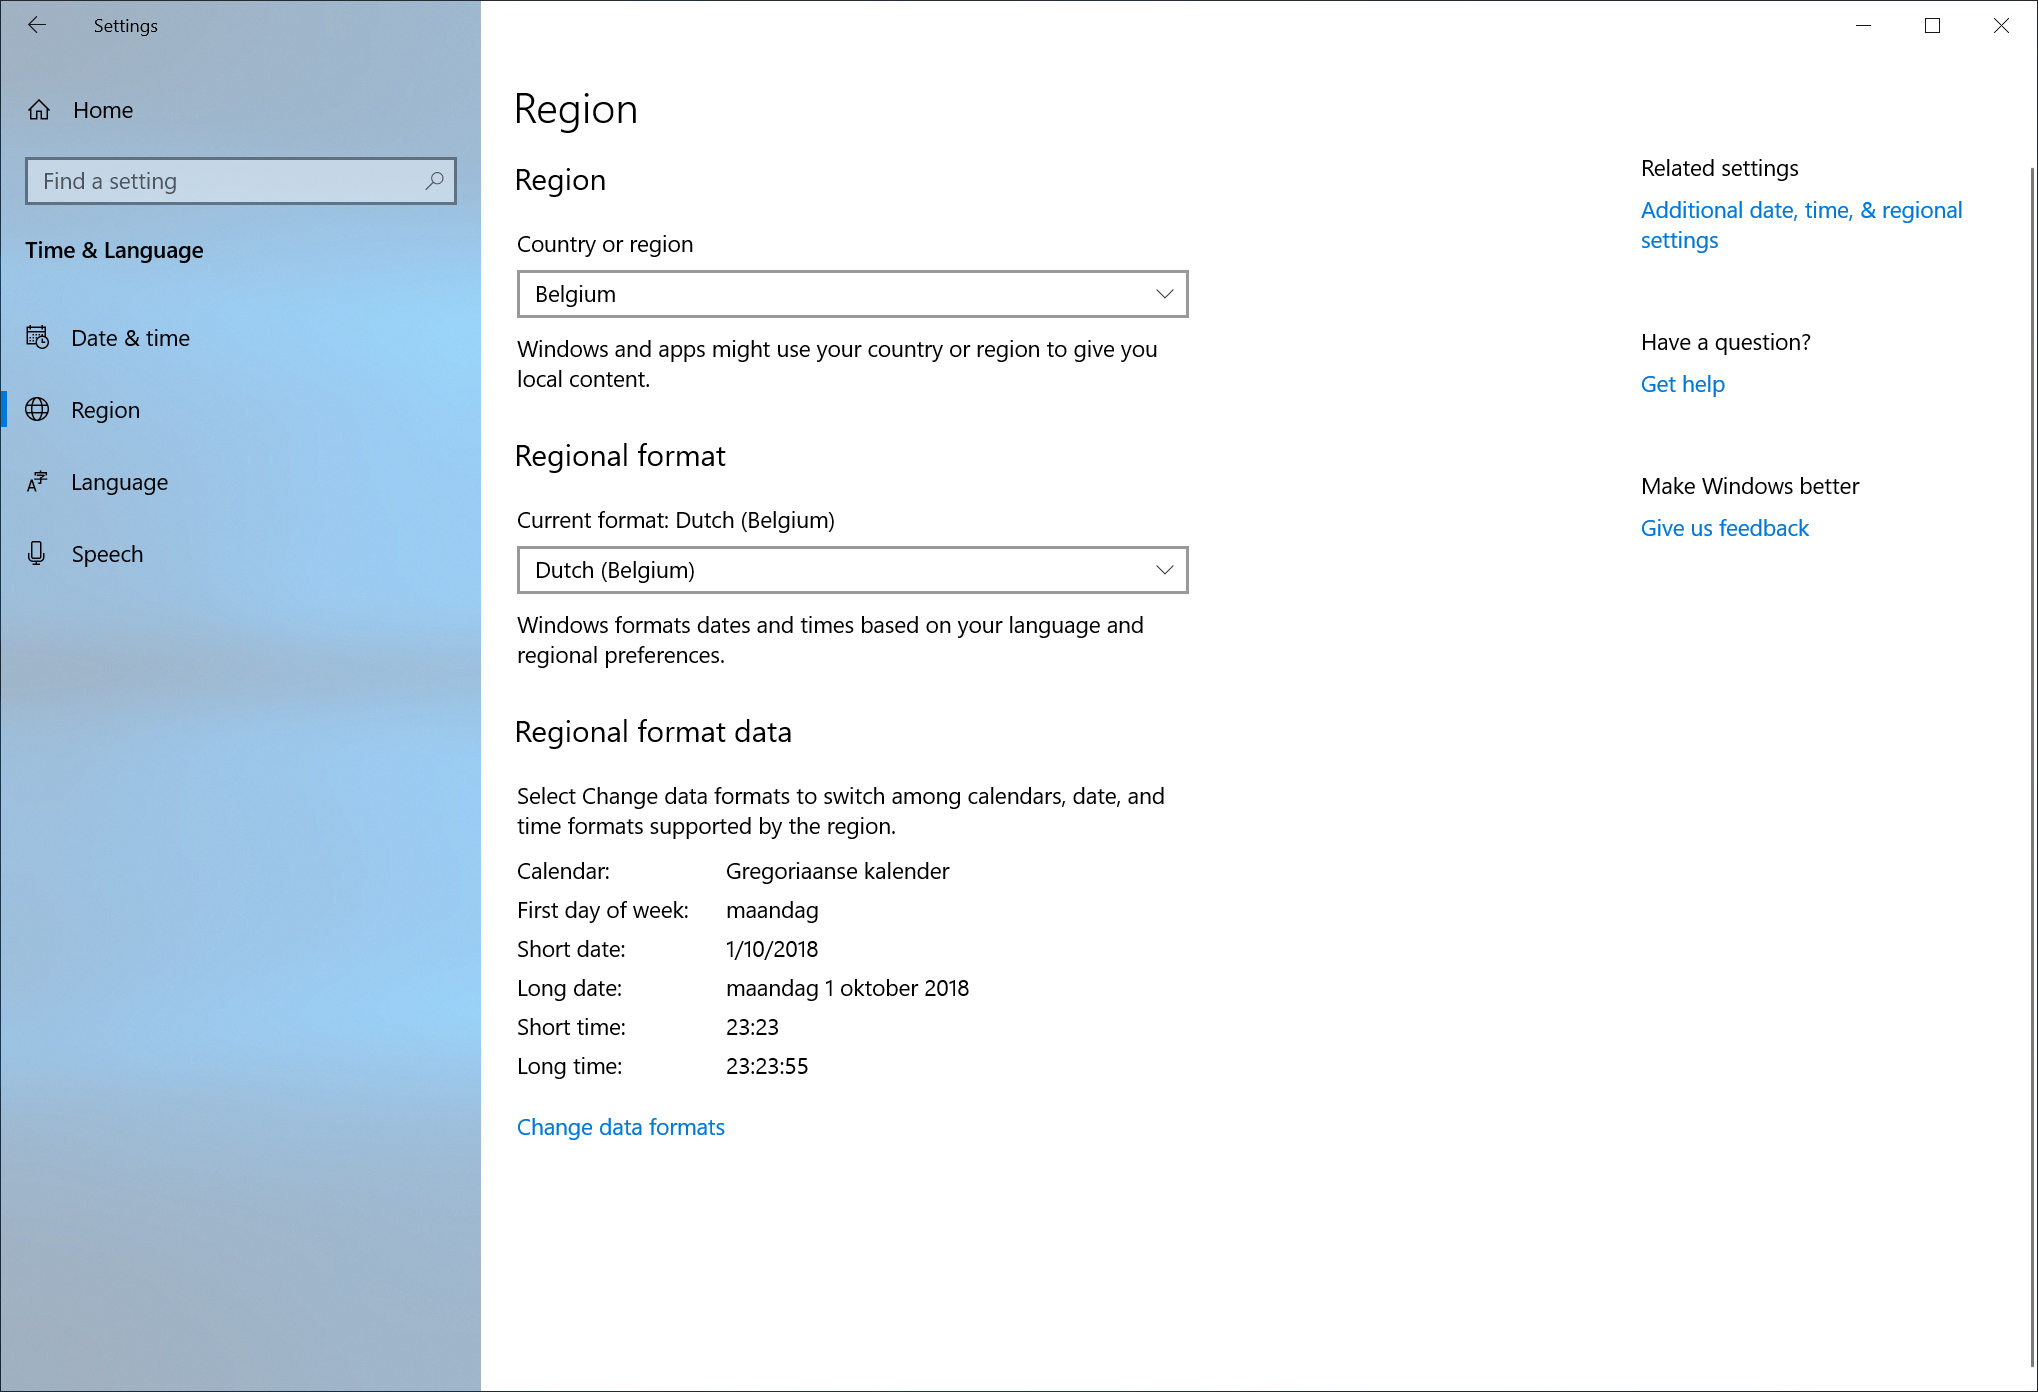 Settings
Home
Find a setting
Time & Language
Date & time
Region
Language
Speech
Region
Region
Country or region
Belgium
Windows and apps might use your country or region to give you
local content.
Regional format
Current format: Dutch (Belgium)
Dutch (Belgium)
Windows formats dates and times based on your language and
regional preferences.
Regional format data
Select Change data formats to switch among calendars, date, and
time formats supported by the region.
Calendar: Gregoriaanse kalender
First day of week: maandag
Short date: 1/10/2018
Long date: maandag 1 oktober 2018
Short time: 23:23
Long time: 23:23:55
Change data formats
Related settings
Additional date, time, & regional
settings
Have a question?
Get help
Make Windows better
Give us feedback